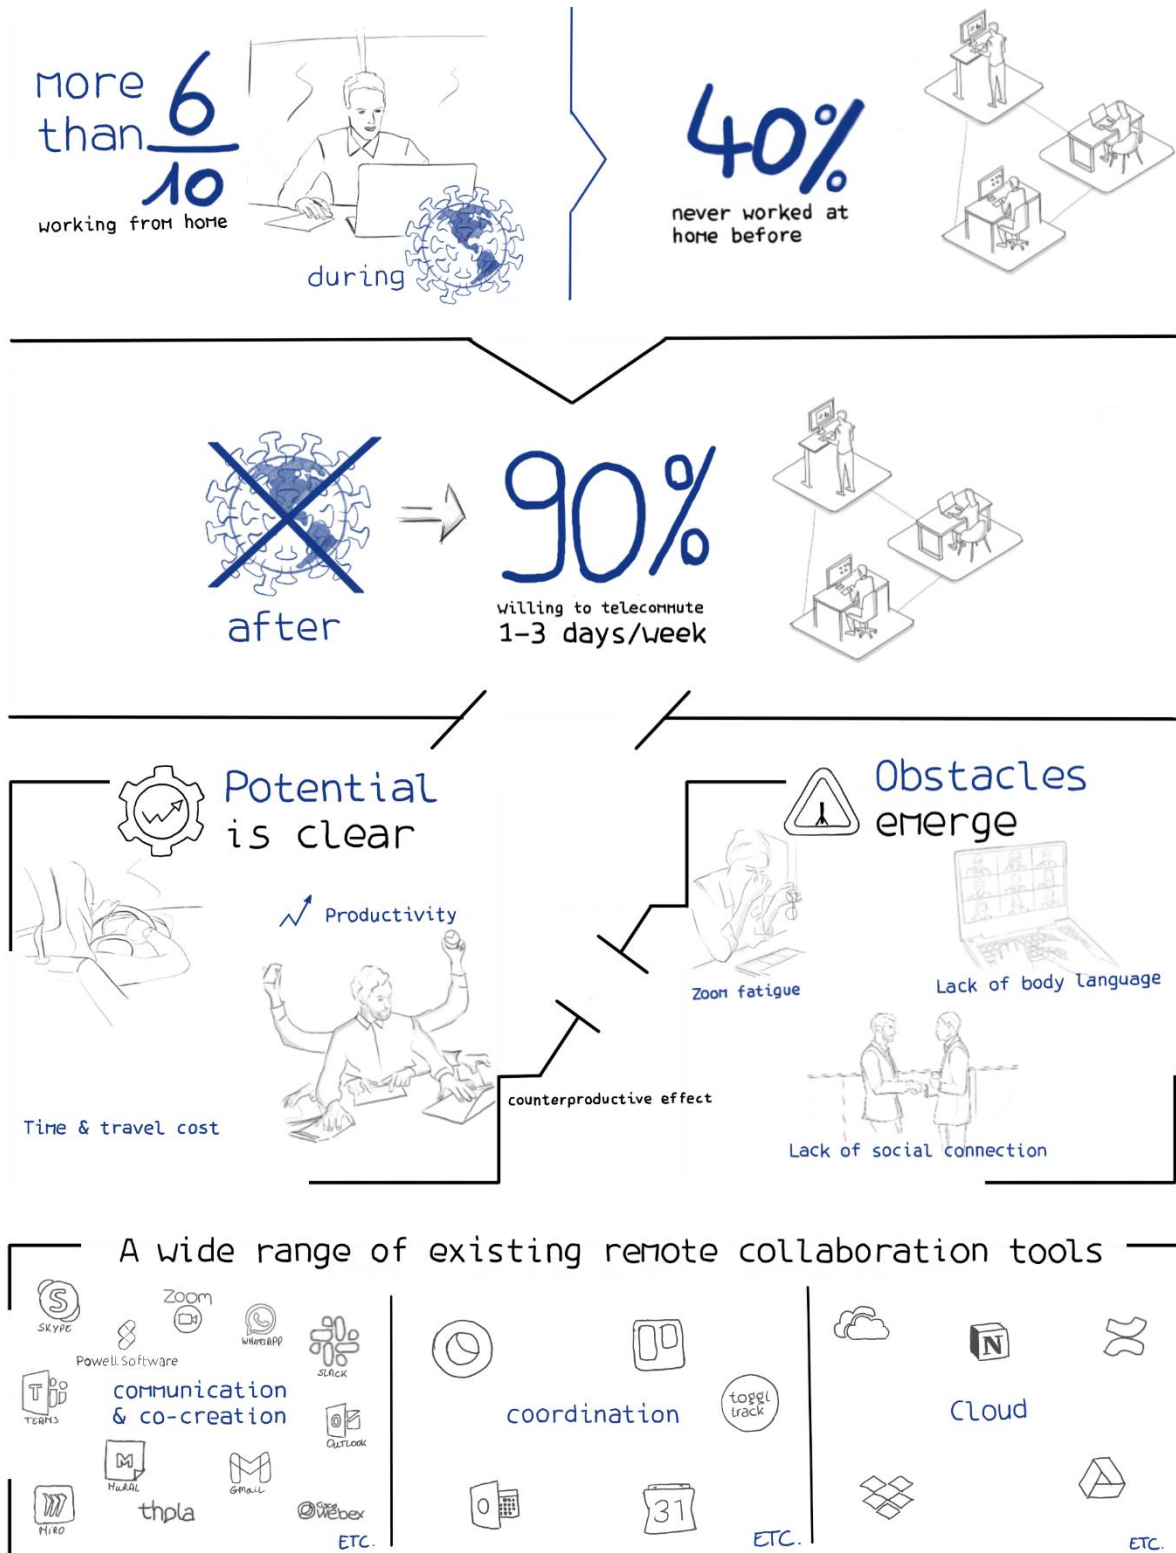 More
than 6
10
working from home
during
40%
never worked at
home before
after
90%
willing to telecommute
1-3 days/week
Potential
is clear
Productivity
Time & travel cost
counterproductive effect
Obstacles
emerge
Zoom fatigue
Lack of body language
Lack of social connection
A wide range of existing remote collaboration tools
S
SKYPE
Zoom
Powell Software
WHATSAPP
SLACK
T
TEAMS
communication
& co-creation
O
OUTLOOK
M
MURAL
GMAIL
MIRO
thola
Cisco
Webex
ETC.
coordination
toggl
track
O
31
ETC.
N
Cloud
ETC.